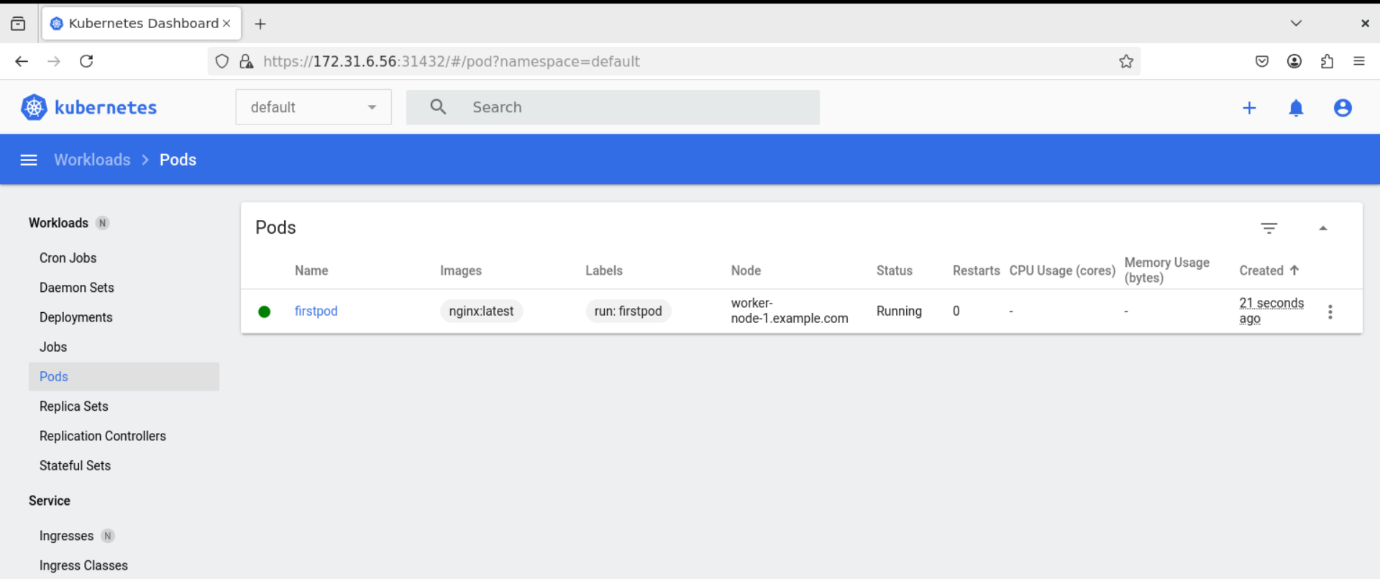 Kubernetes Dashboard
https://172.31.6.56:31432/#/pod?namespace=default
kubernetes
default
Search
Workloads > Pods
Workloads N
Cron Jobs
Daemon Sets
Deployments
Jobs
Pods
Replica Sets
Replication Controllers
Stateful Sets
Service
Ingresses N
Ingress Classes
Pods
Name Images Labels Node Status Restarts CPU Usage (cores) Memory Usage (bytes) Created
firstpod nginx:latest run: firstpod worker-node-1.example.com Running 0 - - 21 seconds ago